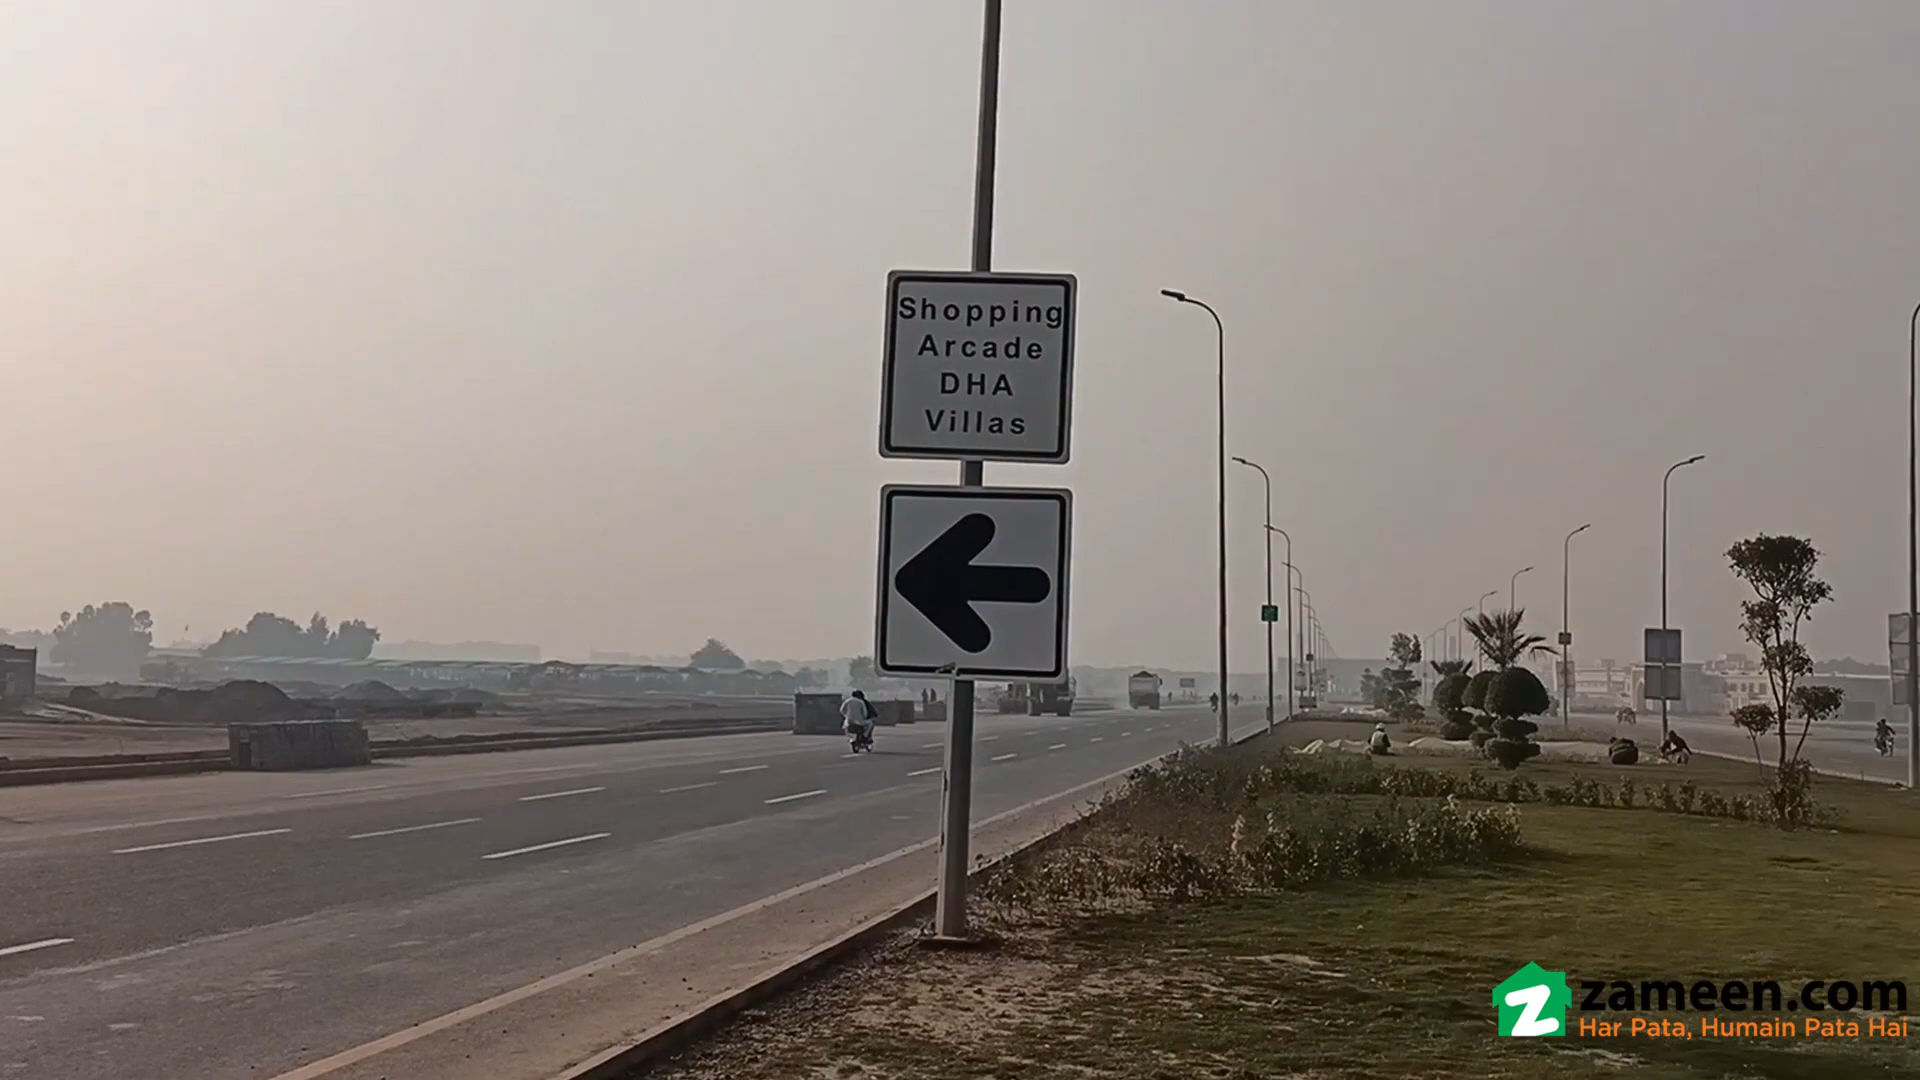 Shopping
Arcade
DHA
Villas
zameen.com
Har Pata, Humain Pata Hai